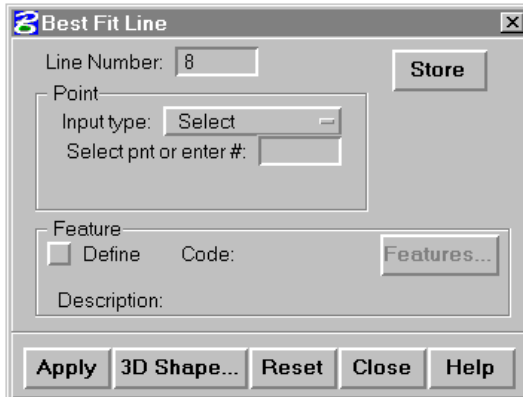 Best Fit Line
Line Number: 8
Store
Point
Input type: Select
Select pnt or enter #:
Feature
Define Code: Features...
Description:
Apply 3D Shape... Reset Close Help